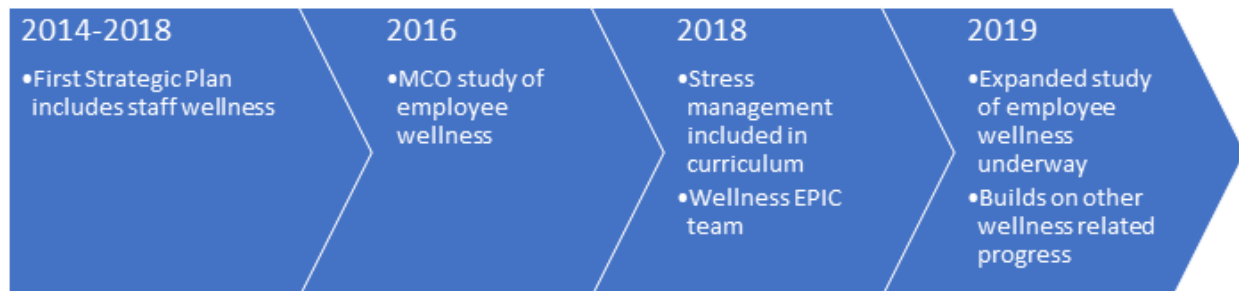 2014-2018
•First Strategic Plan
includes staff wellness
2016
•MCO study of
employee
wellness
2018
•Stress
management
included in
curriculum
•Wellness EPIC
team
2019
•Expanded study
of employee
wellness
underway
•Builds on other
wellness related
progress